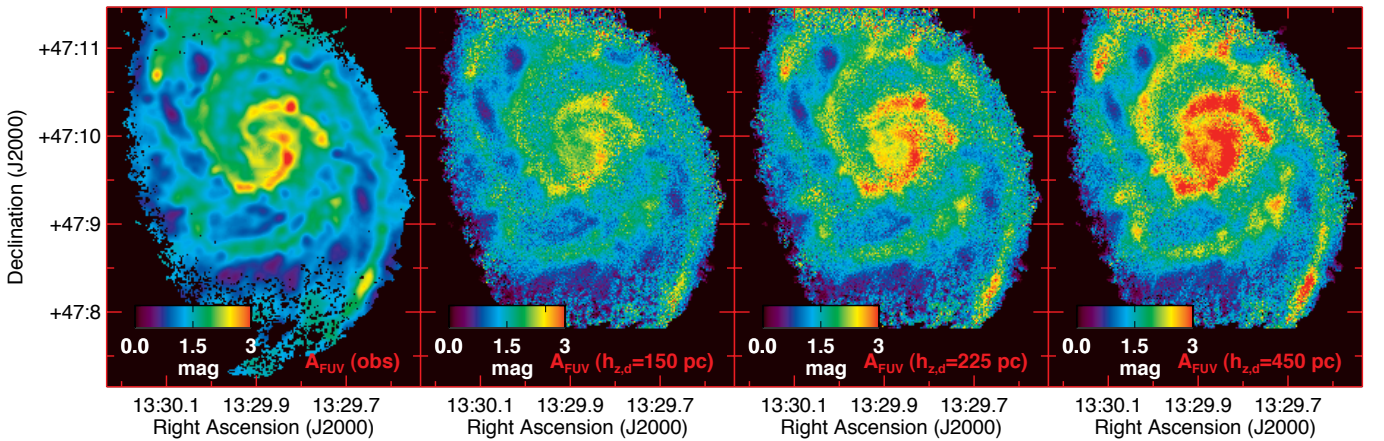 Declination (J2000)
+47:11
+47:10
+47:9
+47:8
0.0 1.5 3
mag
A_FUV (obs)
0.0 1.5 3
mag
A_FUV (h_z,d=150 pc)
0.0 1.5 3
mag
A_FUV (h_z,d=225 pc)
0.0 1.5 3
mag
A_FUV (h_z,d=450 pc)
13:30.1 13:29.9 13:29.7
Right Ascension (J2000)
13:30.1 13:29.9 13:29.7
Right Ascension (J2000)
13:30.1 13:29.9 13:29.7
Right Ascension (J2000)
13:30.1 13:29.9 13:29.7
Right Ascension (J2000)